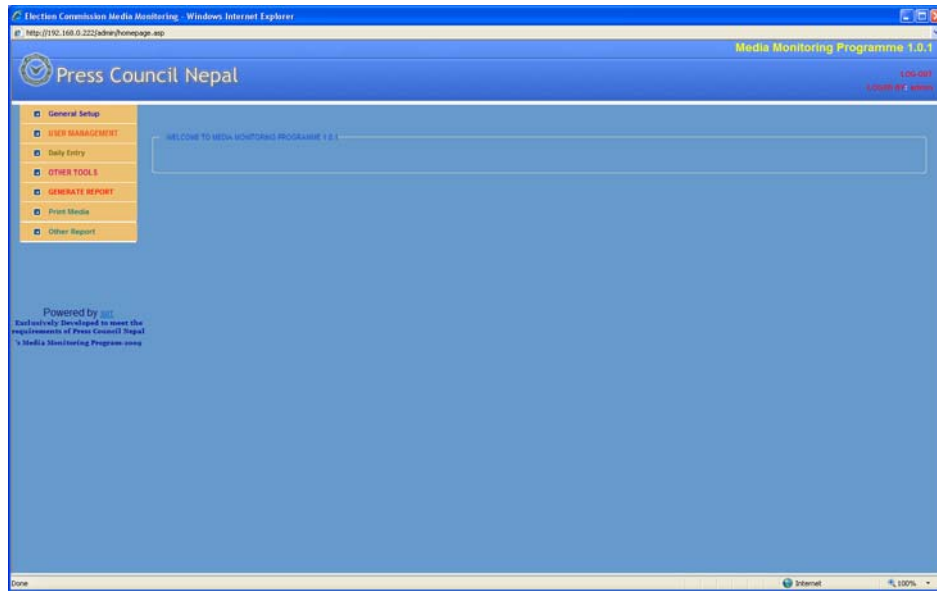 Election Commission Media Monitoring - Windows Internet Explorer
http://192.168.0.222/admin/homepage.asp
Media Monitoring Programme 1.0.1
Press Council Nepal
LOG-OUT
LOGIN BY: admin
General Setup
USER MANAGEMENT
Daily Entry
OTHER TOOLS
GENERATE REPORT
Print Media
Other Report
WELCOME TO MEDIA MONITORING PROGRAMME 1.0.1
Powered by
Exclusively Developed to meet the
requirements of Press Council Nepal
's Media Monitoring Program-2009
Done
Internet
100%